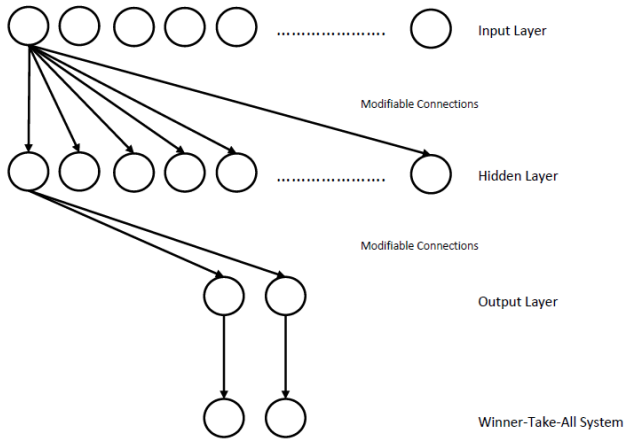 Input Layer
Modifiable Connections
Hidden Layer
Modifiable Connections
Output Layer
Winner-Take-All System